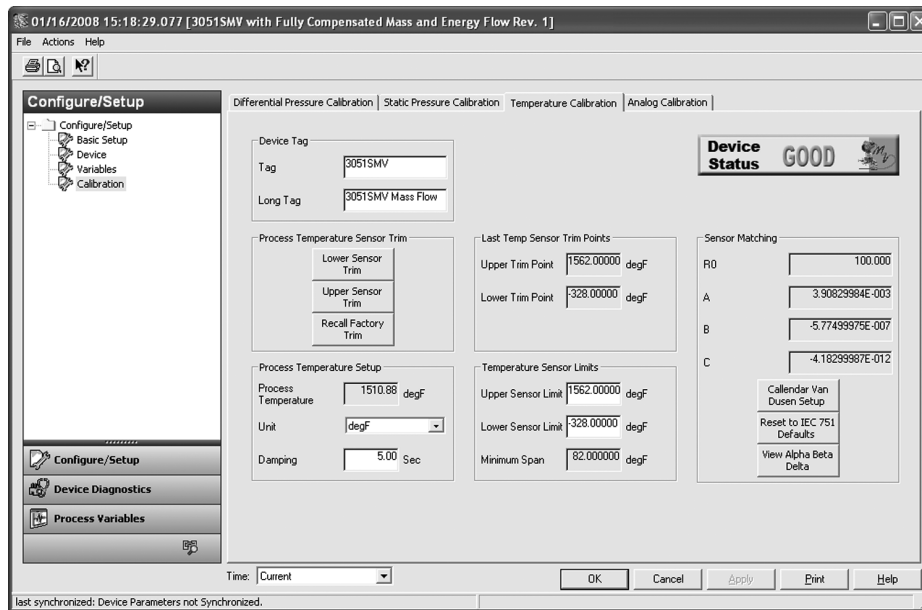 01/16/2008 15:18:29.077 [3051SMV with Fully Compensated Mass and Energy Flow Rev. 1]
File Actions Help
Configure/Setup
Configure/Setup
Basic Setup
Device
Variables
Calibration
Configure/Setup
Device Diagnostics
Process Variables
Differential Pressure Calibration Static Pressure Calibration Temperature Calibration Analog Calibration
Device Tag
Tag 3051SMV
Long Tag 3051SMV Mass Flow
Device Status GOOD
Process Temperature Sensor Trim
Lower Sensor Trim
Upper Sensor Trim
Recall Factory Trim
Last Temp Sensor Trim Points
Upper Trim Point 1562.00000 degF
Lower Trim Point -328.00000 degF
Sensor Matching
R0 100.000
A 3.90829984E-003
B -5.77499975E-007
C -4.18299987E-012
Callendar Van Dusen Setup
Reset to IEC 751 Defaults
View Alpha Beta Delta
Process Temperature Setup
Process Temperature 1510.88 degF
Unit degF
Damping 5.00 Sec
Temperature Sensor Limits
Upper Sensor Limit 1562.00000 degF
Lower Sensor Limit -328.00000 degF
Minimum Span 82.000000 degF
Time: Current
OK Cancel Apply Print Help
last synchronized: Device Parameters not Synchronized.